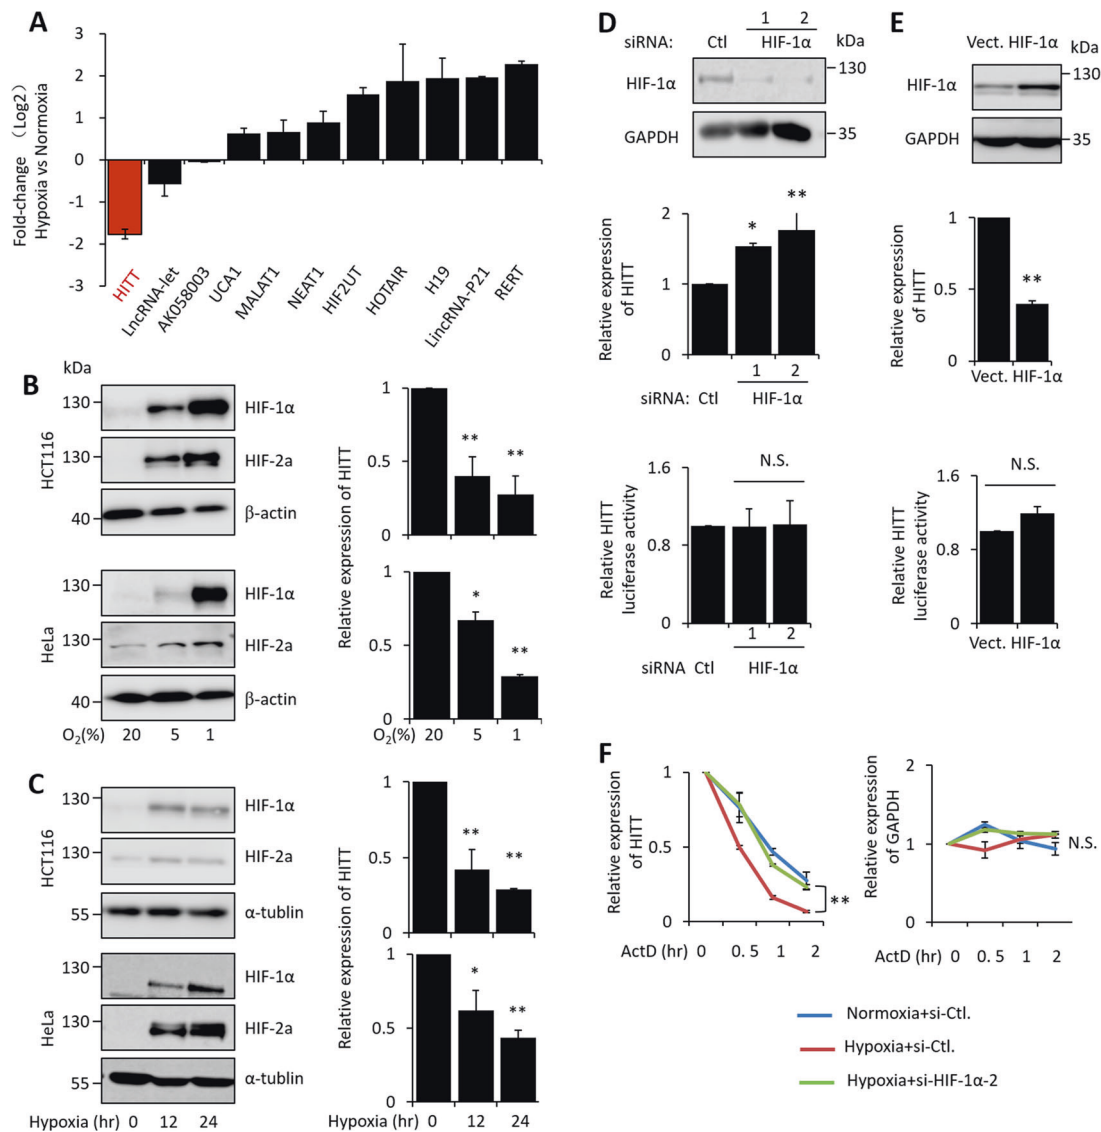 A
Fold-change (Log2)
Hypoxia vs Normoxia
3
2
1
0
-1
-2
-3
HITT
LncRNA-let
AK058003
UCA1
MALAT1
NEAT1
HIF2UT
HOTAIR
H19
LincRNA-P21
RERT
B
kDa
HCT116
130
HIF-1α
130
HIF-2a
40
β-actin
HeLa
130
HIF-1α
130
HIF-2a
40
β-actin
O2(%) 20 5 1
Relative expression of HITT
1
0.5
0
** **
1
0.5
0
* **
O2(%) 20 5 1
C
HCT116
130
HIF-1α
130
HIF-2a
55
α-tublin
HeLa
130
HIF-1α
130
HIF-2a
55
α-tublin
Hypoxia (hr) 0 12 24
Relative expression of HITT
1
0.5
0
** **
1
0.5
0
* **
Hypoxia (hr) 0 12 24
D
1 2
siRNA: Ctl HIF-1α kDa
HIF-1α
130
GAPDH
35
Relative expression
of HITT
2
1
0
* **
1 2
siRNA: Ctl HIF-1α
Relative HITT
luciferase activity
1.6
0.8
0
N.S.
1 2
siRNA Ctl HIF-1α
E
Vect. HIF-1α kDa
HIF-1α
130
GAPDH
35
Relative expression
of HITT
1
0.5
0
**
Vect. HIF-1α
Relative HITT
luciferase activity
1.6
0.8
0
N.S.
Vect. HIF-1α
F
Relative expression
of HITT
1
0.5
0
**
ActD (hr) 0 0. 5 1 2
Relative expression
of GAPDH
2
1
0
N.S.
ActD (hr) 0 0. 5 1 2
Normoxia+si-Ctl.
Hypoxia+si-Ctl.
Hypoxia+si-HIF-1α-2